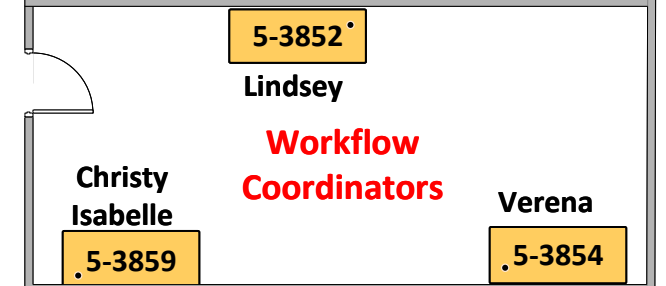 5-3852
Lindsey
Workflow
Coordinators
Christy
Isabelle
5-3859
Verena
5-3854